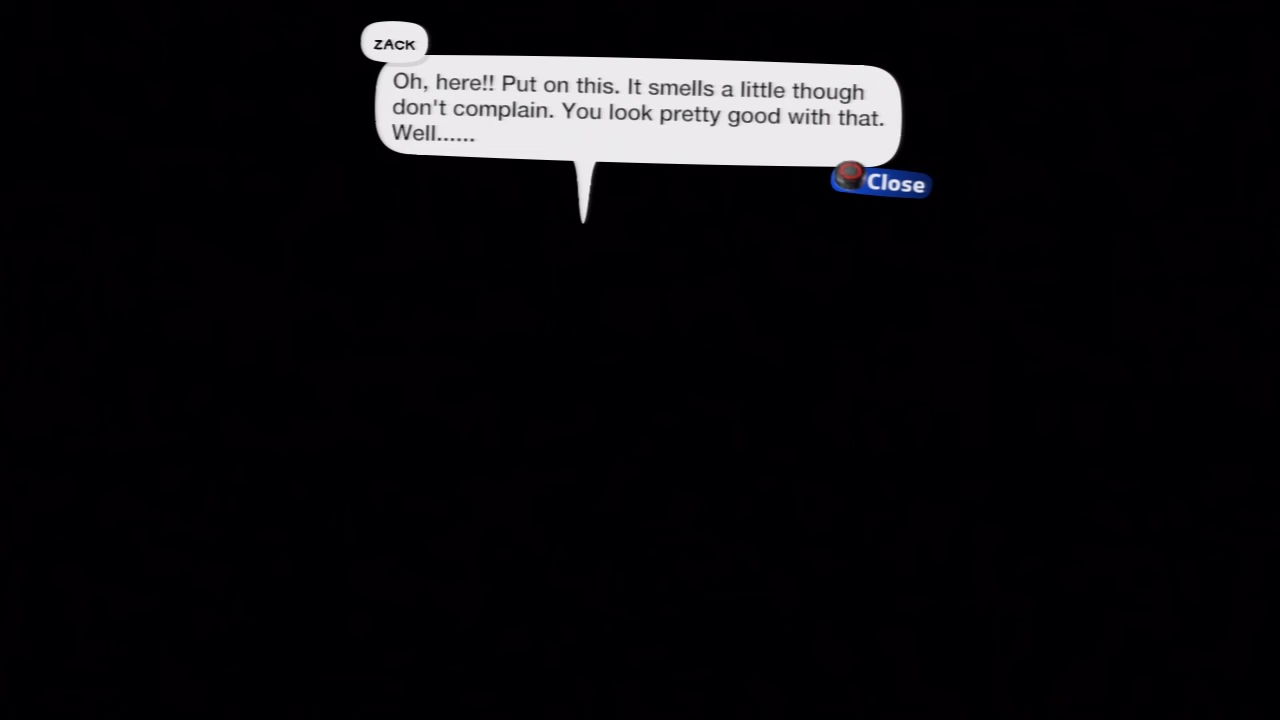 ZACK
Oh, here!! Put on this. It smells a little though
don't complain. You look pretty good with that.
Well......
Close